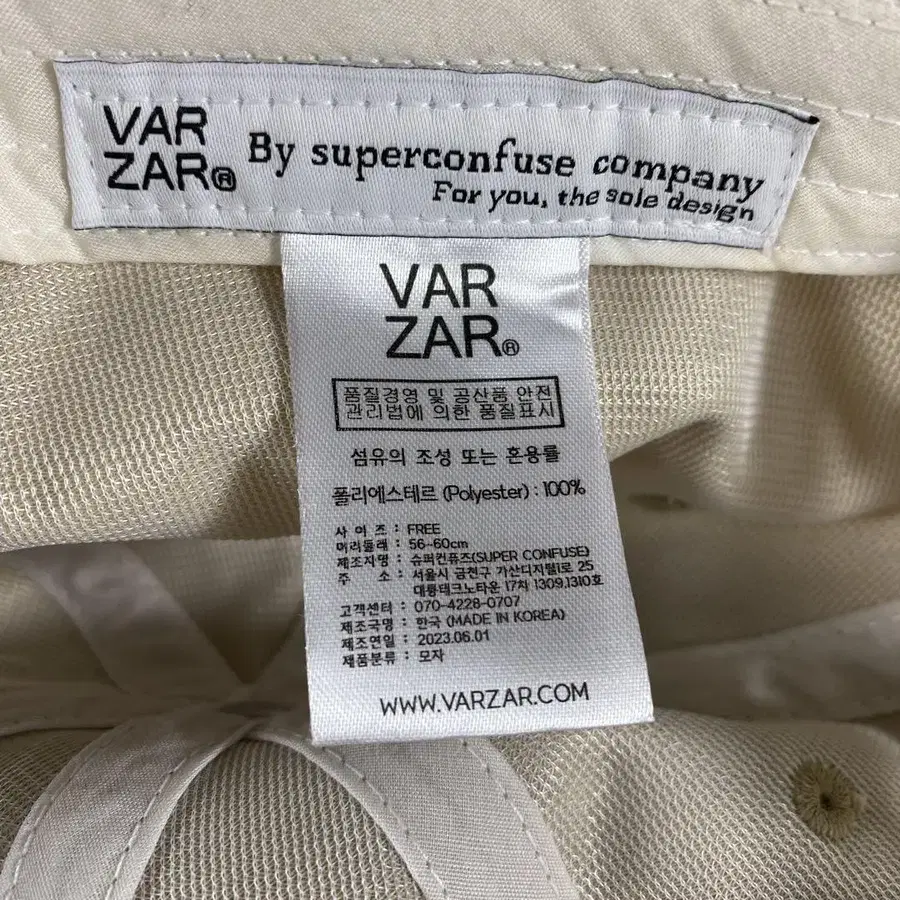 VAR
ZAR® By superconfuse company
For you, the sole design
VAR
ZAR®
품질경영 및 공산품 안전
관리법에 의한 품질표시
섬유의 조성 또는 혼용률
폴리에스테르 (Polyester) : 100%
사 이 즈 : FREE
머리둘레 : 56~60cm
제조자명 : 슈퍼컨퓨즈(SUPER CONFUSE)
주 소 : 서울시 금천구 가산디지털1로 25
대륭테크노타운 17차 1309,1310호
고객센터 : 070-4228-0707
제조국명 : 한국 (MADE IN KOREA)
제조연일 : 2023.06.01
제품분류 : 모자
WWW.VARZAR.COM